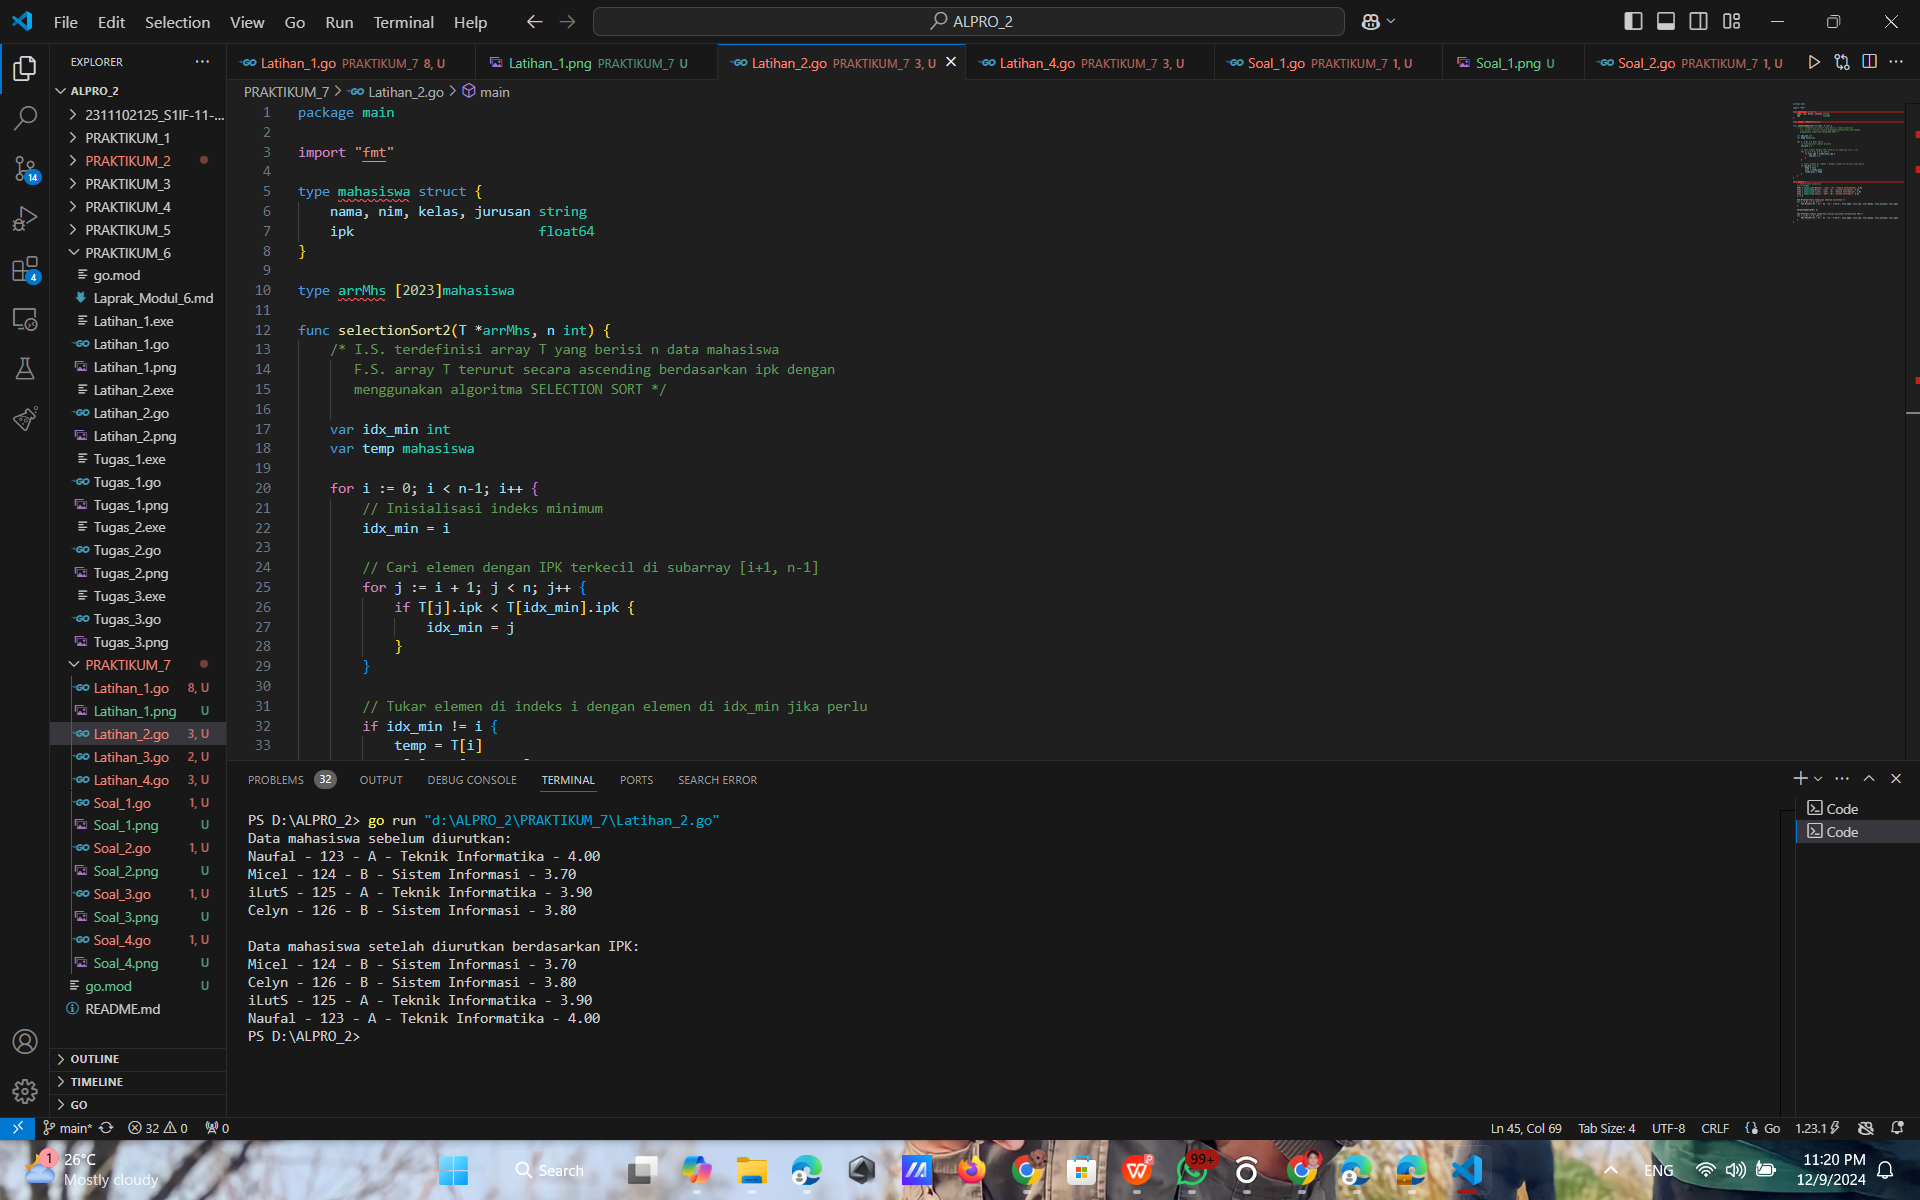 File Edit Selection View Go Run Terminal Help
ALPRO_2
EXPLORER
Latihan_1.go PRAKTIKUM_7 8, U
Latihan_1.png PRAKTIKUM_7 U
Latihan_2.go PRAKTIKUM_7 3, U
Latihan_4.go PRAKTIKUM_7 3, U
Soal_1.go PRAKTIKUM_7 1, U
Soal_1.png U
Soal_2.go PRAKTIKUM_7 1, U
PRAKTIKUM_7 > Latihan_2.go > main
ALPRO_2
2311102125_S1IF-11-...
PRAKTIKUM_1
PRAKTIKUM_2
PRAKTIKUM_3
PRAKTIKUM_4
PRAKTIKUM_5
PRAKTIKUM_6
go.mod
Laprak_Modul_6.md
Latihan_1.exe
Latihan_1.go
Latihan_1.png
Latihan_2.exe
Latihan_2.go
Latihan_2.png
Tugas_1.exe
Tugas_1.go
Tugas_1.png
Tugas_2.exe
Tugas_2.go
Tugas_2.png
Tugas_3.exe
Tugas_3.go
Tugas_3.png
PRAKTIKUM_7
Latihan_1.go 8, U
Latihan_1.png U
Latihan_2.go 3, U
Latihan_3.go 2, U
Latihan_4.go 3, U
Soal_1.go 1, U
Soal_1.png U
Soal_2.go 1, U
Soal_2.png U
Soal_3.go 1, U
Soal_3.png U
Soal_4.go 1, U
Soal_4.png U
go.mod U
README.md
OUTLINE
TIMELINE
GO
14
4
1 package main
2
3 import "fmt"
4
5 type mahasiswa struct {
6 nama, nim, kelas, jurusan string
7 ipk float64
8 }
9
10 type arrMhs [2023]mahasiswa
11
12 func selectionSort2(T *arrMhs, n int) {
13 /* I.S. terdefinisi array T yang berisi n data mahasiswa
14 F.S. array T terurut secara ascending berdasarkan ipk dengan
15 menggunakan algoritma SELECTION SORT */
16
17 var idx_min int
18 var temp mahasiswa
19
20 for i := 0; i < n-1; i++ {
21 // Inisialisasi indeks minimum
22 idx_min = i
23
24 // Cari elemen dengan IPK terkecil di subarray [i+1, n-1]
25 for j := i + 1; j < n; j++ {
26 if T[j].ipk < T[idx_min].ipk {
27 idx_min = j
28 }
29 }
30
31 // Tukar elemen di indeks i dengan elemen di idx_min jika perlu
32 if idx_min != i {
33 temp = T[i]
PROBLEMS 32 OUTPUT DEBUG CONSOLE TERMINAL PORTS SEARCH ERROR
PS D:\ALPRO_2> go run "d:\ALPRO_2\PRAKTIKUM_7\Latihan_2.go"
Data mahasiswa sebelum diurutkan:
Naufal - 123 - A - Teknik Informatika - 4.00
Micel - 124 - B - Sistem Informasi - 3.70
iLutS - 125 - A - Teknik Informatika - 3.90
Celyn - 126 - B - Sistem Informasi - 3.80

Data mahasiswa setelah diurutkan berdasarkan IPK:
Micel - 124 - B - Sistem Informasi - 3.70
Celyn - 126 - B - Sistem Informasi - 3.80
iLutS - 125 - A - Teknik Informatika - 3.90
Naufal - 123 - A - Teknik Informatika - 4.00
PS D:\ALPRO_2>
Code
Code
main* 32 0 0
Ln 45, Col 69 Tab Size: 4 UTF-8 CRLF Go 1.23.1
1
26°C
Mostly cloudy
Search
99+
ENG
11:20 PM
12/9/2024